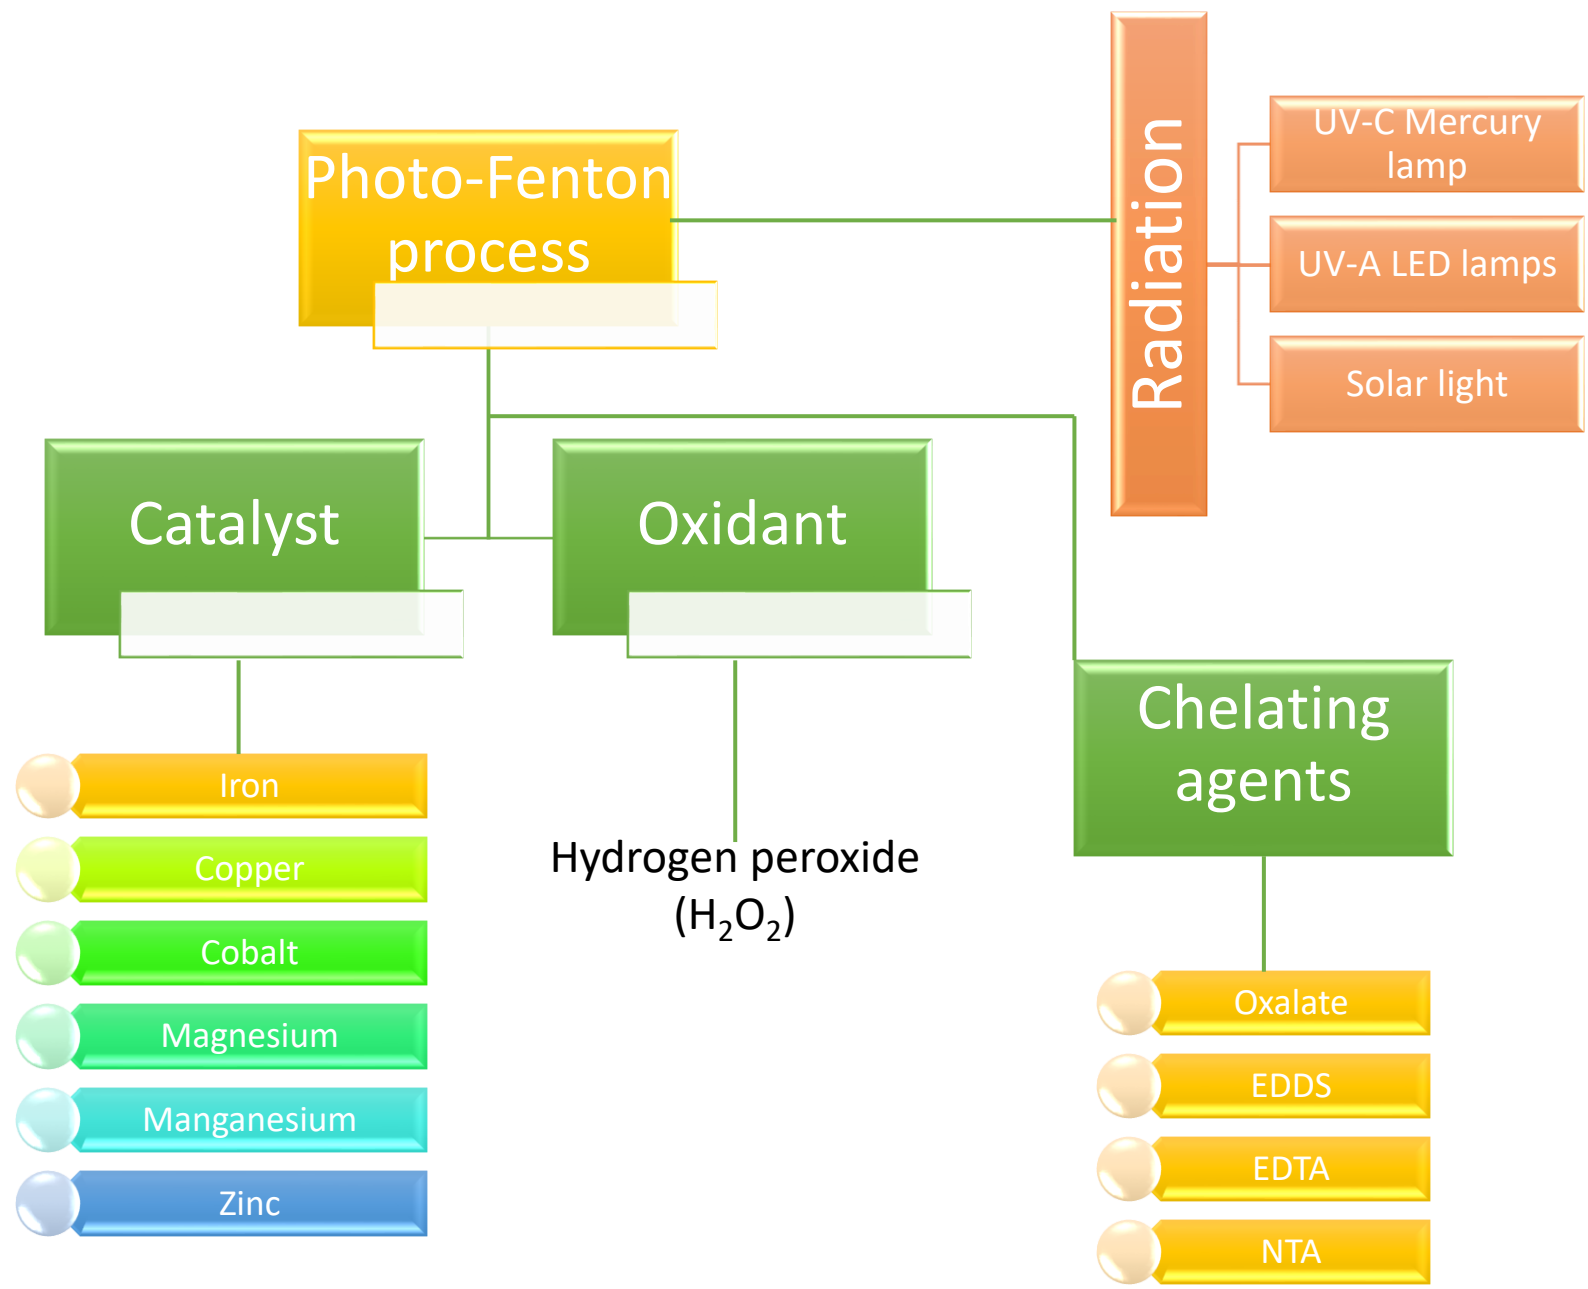 Photo-Fenton
process
Radiation
UV-C Mercury
lamp
UV-A LED lamps
Solar light
Catalyst
Oxidant
Chelating
agents
Iron
Copper
Cobalt
Magnesium
Manganesium
Zinc
Hydrogen peroxide
(H₂O₂)
Oxalate
EDDS
EDTA
NTA